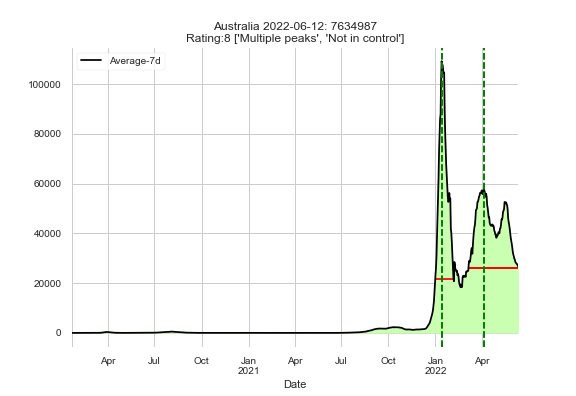 Australia 2022-06-12: 7634987
Rating:8 ['Multiple peaks', 'Not in control']
Average-7d
100000
80000
60000
40000
20000
0
Apr Jul Oct Jan Apr Jul Oct Jan Apr
2021 2022
Date